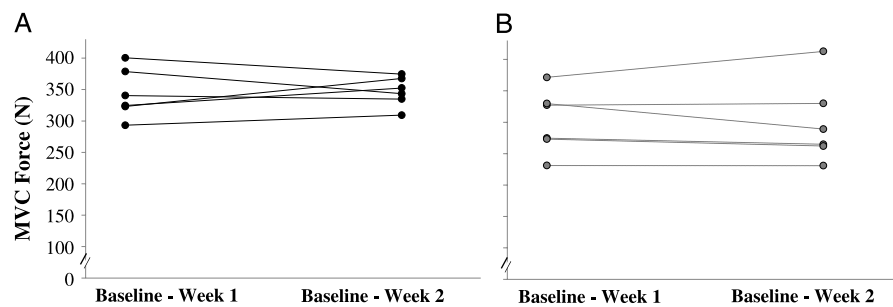 A
B
MVC Force (N)
400
350
300
250
200
150
100
0
Baseline - Week 1
Baseline - Week 2
Baseline - Week 1
Baseline - Week 2